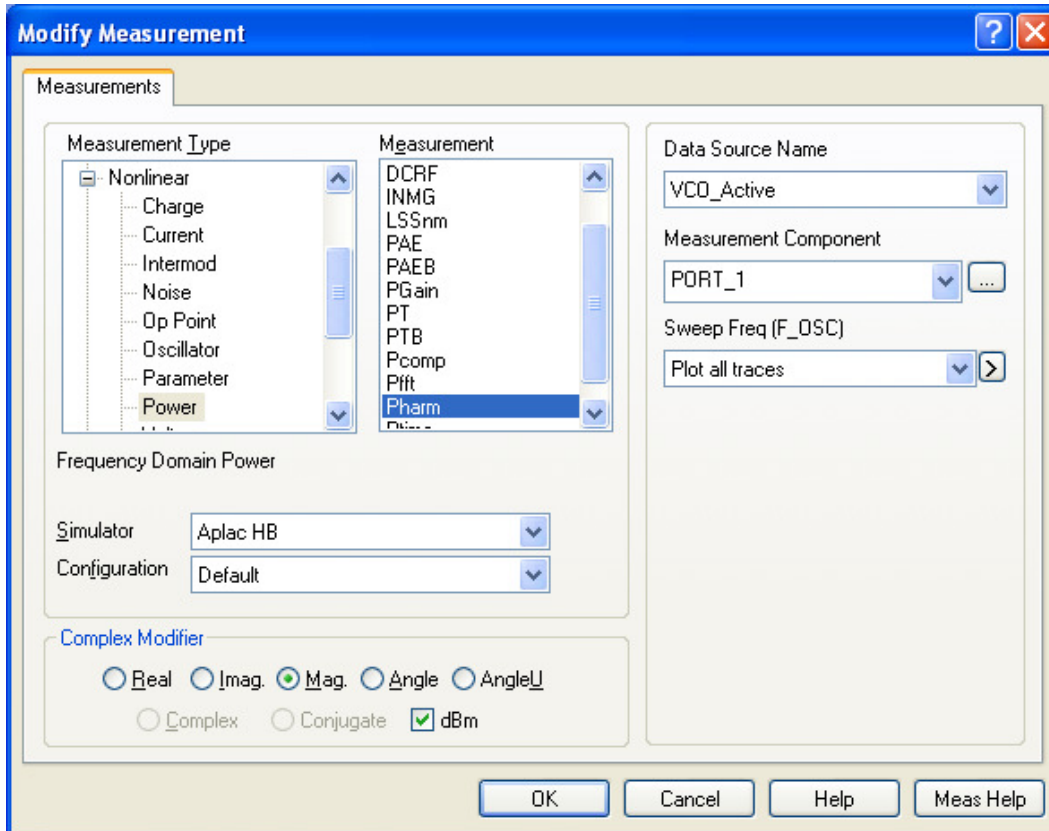 Modify Measurement
Measurements
Measurement Type
Nonlinear
Charge
Current
Intermod
Noise
Op Point
Oscillator
Parameter
Power
Measurement
DCRF
INMG
LSSnm
PAE
PAEB
PGain
PT
PTB
Pcomp
Pfft
Pharm
Frequency Domain Power
Simulator
Aplac HB
Configuration
Default
Complex Modifier
Real Imag. Mag. Angle AngleU
Complex Conjugate dBm
Data Source Name
VCO_Active
Measurement Component
PORT_1
...
Sweep Freq (F_OSC)
Plot all traces
>
OK Cancel Help Meas Help